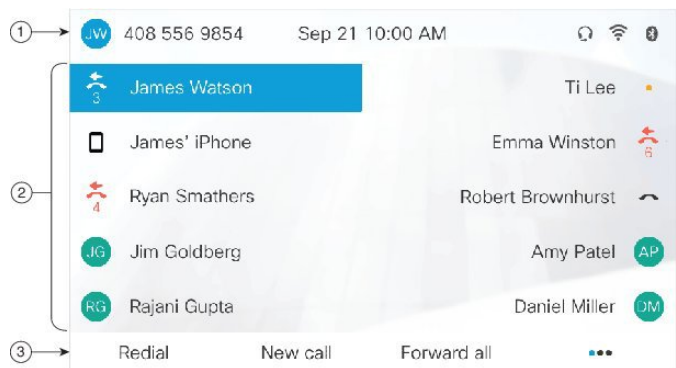 1
JW 408 556 9854 Sep 21 10:00 AM
2
3 James Watson Ti Lee
James' iPhone Emma Winston 6
4 Ryan Smathers Robert Brownhurst
JG Jim Goldberg Amy Patel AP
RG Rajani Gupta Daniel Miller DM
3
Redial New call Forward all